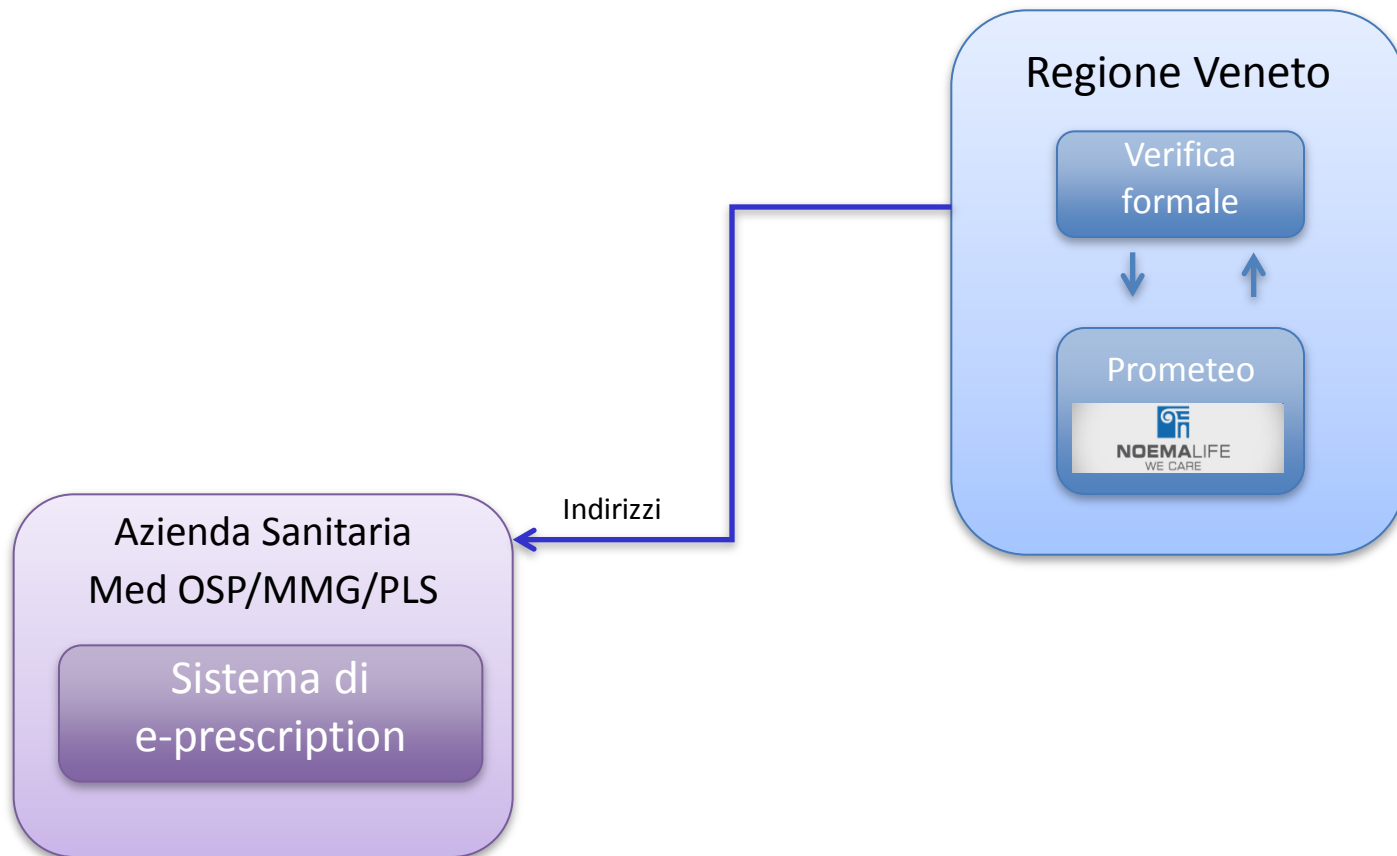 Regione Veneto
Verifica
formale
Prometeo
NOEMALIFE
WE CARE
Indirizzi
Azienda Sanitaria
Med OSP/MMG/PLS
Sistema di
e-prescription